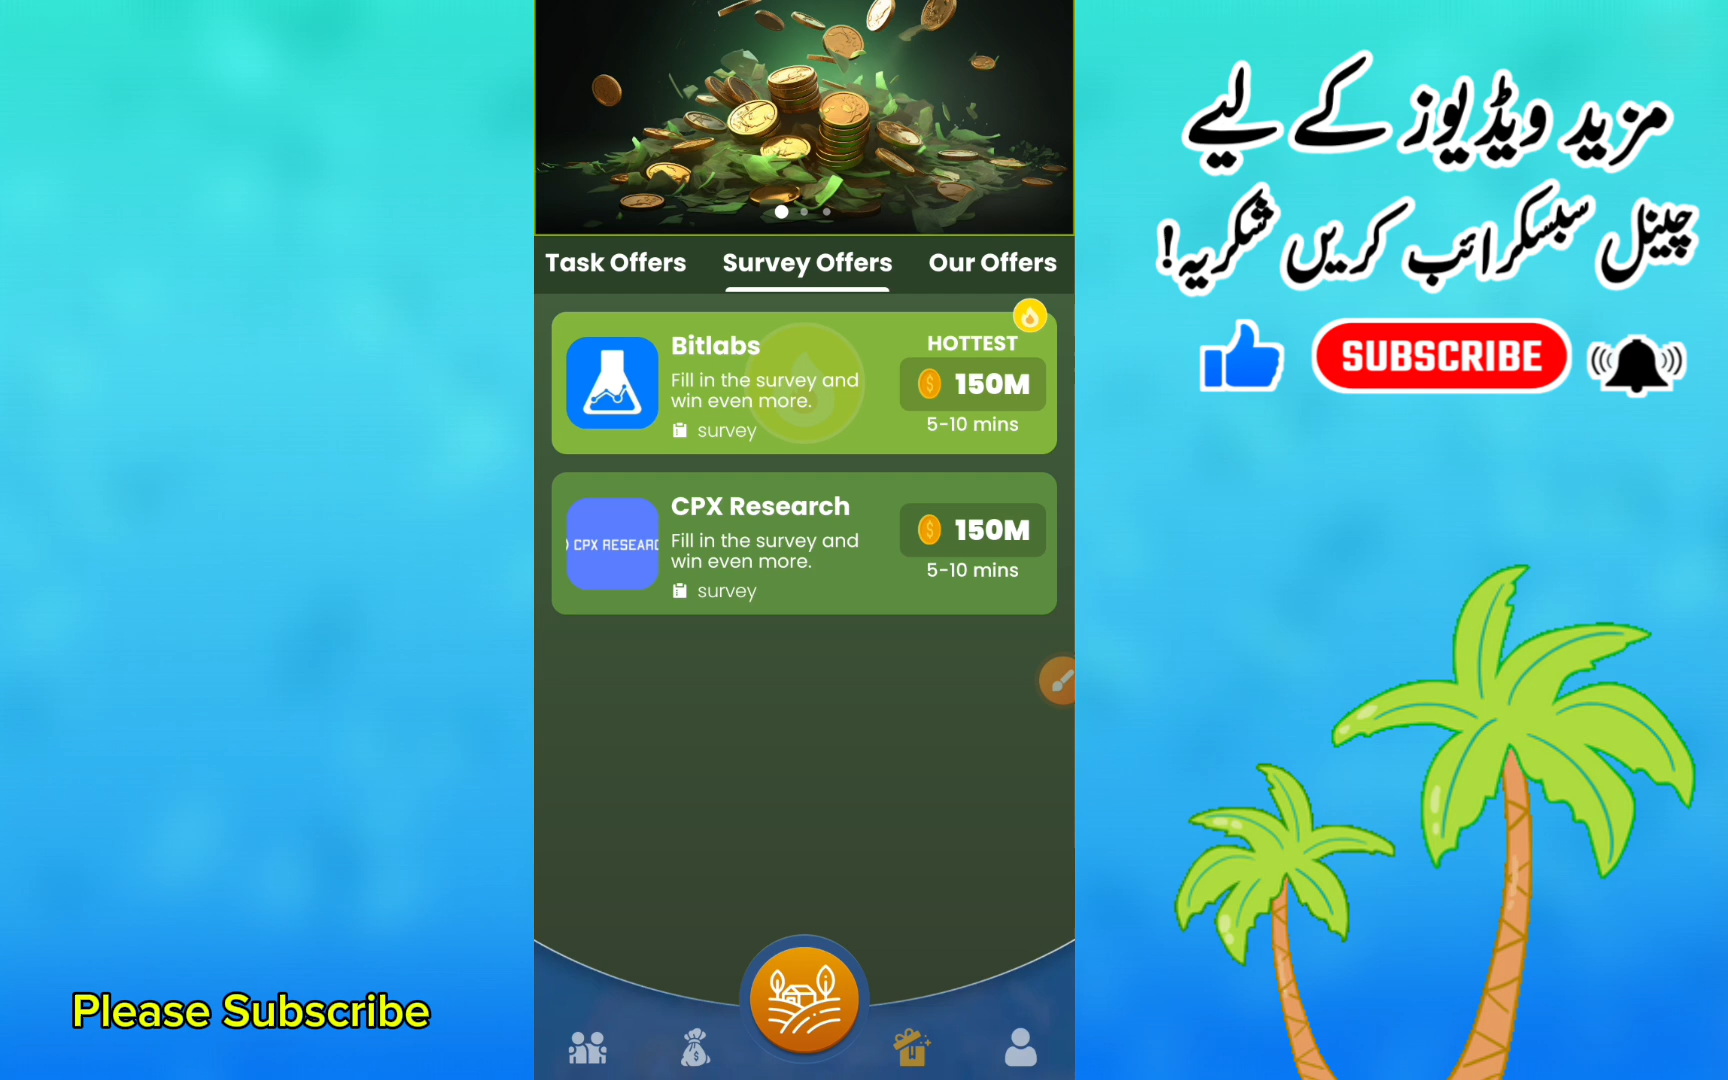 مزید ویڈیوز کے لیے
چینل سبسکرائب کریں شکریہ!
SUBSCRIBE
Task Offers
Survey Offers
Our Offers
Bitlabs
Fill in the survey and
win even more.
survey
HOTTEST
150M
5-10 mins
CPX RESEARC
CPX Research
Fill in the survey and
win even more.
survey
150M
5-10 mins
Please Subscribe